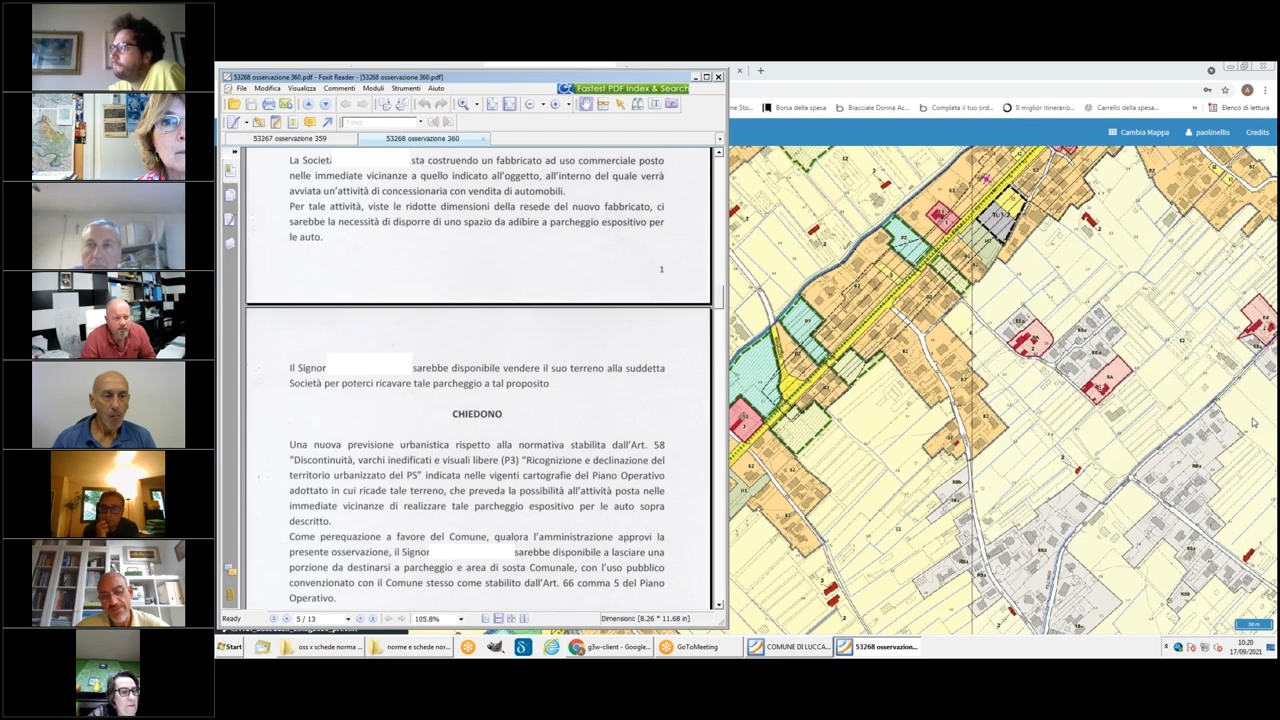 53268 osservazione 360.pdf - Foxit Reader - [53268 osservazione 360.pdf]
File Modifica Visualizza Commenti Moduli Strumenti Aiuto
Fastest PDF Index & Search
53267 osservazione 359 53268 osservazione 360
La Società sta costruendo un fabbricato ad uso commerciale posto
nelle immediate vicinanze a quello indicato all'oggetto, all'interno del quale verrà
avviata un'attività di concessionaria con vendita di automobili.
Per tale attività, viste le ridotte dimensioni della resede del nuovo fabbricato, ci
sarebbe la necessità di disporre di uno spazio da adibire a parcheggio espositivo per
le auto.
1
Il Signor sarebbe disponibile vendere il suo terreno alla suddetta
Società per poterci ricavare tale parcheggio a tal proposito
CHIEDONO
Una nuova previsione urbanistica rispetto alla normativa stabilita dall'Art. 58
"Discontinuità, varchi inedificati e visuali libere (P3) "Ricognizione e declinazione del
territorio urbanizzato del PS" indicata nelle vigenti cartografie del Piano Operativo
adottato in cui ricade tale terreno, che preveda la possibilità all'attività posta nelle
immediate vicinanze di realizzare tale parcheggio espositivo per le auto sopra
descritto.
Come perequazione a favore del Comune, qualora l'amministrazione approvi la
presente osservazione, il Signor sarebbe disponibile a lasciare una
porzione da destinarsi a parcheggio e area di sosta Comunale, con l'uso pubblico
convenzionato con il Comune stesso come stabilito dall'Art. 66 comma 5 del Piano
Operativo.
Ready 5 / 13 105.8% Dimensioni: [8.26 * 11.68 in]
ne Sto... Borsa della spesa Bracciale Donna Ac... Completa il tuo ord... Il miglior itinerario... Carrello della spesa... » Elenco di lettura
Cambia Mappa paolinellis Credits
Start oss x schede norma ... norme e schede nor... g3w-client - Google... GoToMeeting COMUNE DI LUCCA... 53268 osservazion...
10:20
17/09/2021